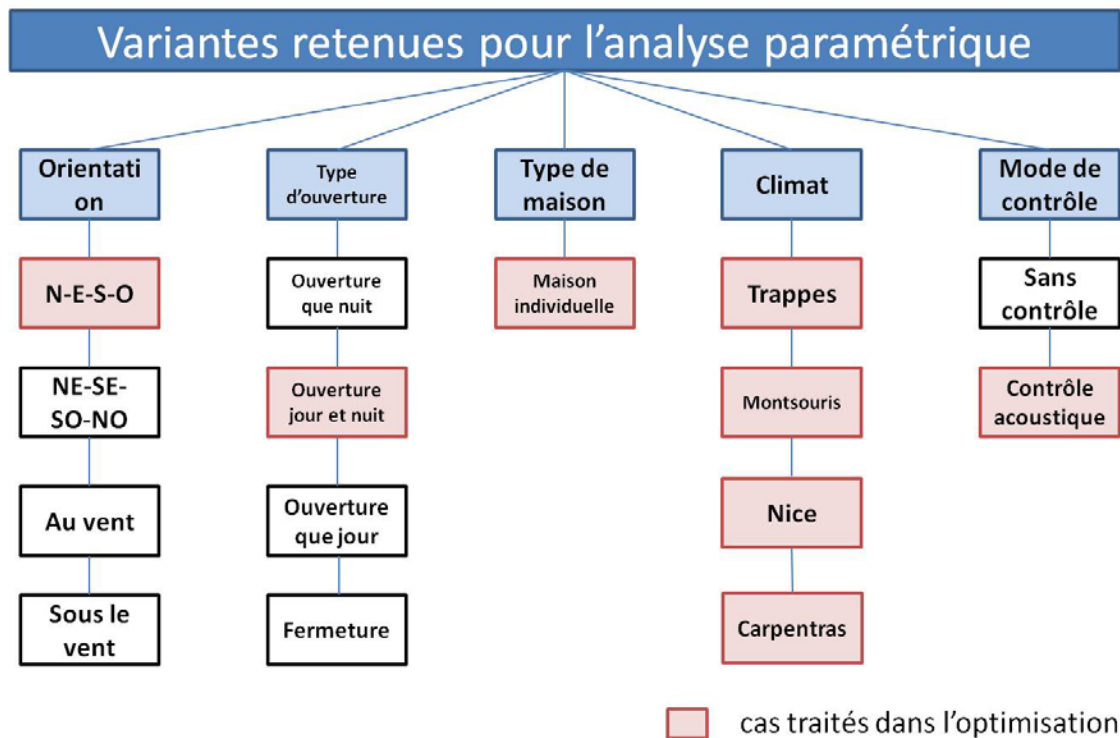 Variantes retenues pour l'analyse paramétrique
Orientati
on
Type
d'ouverture
Type de
maison
Climat
Mode de
contrôle
N-E-S-O
Ouverture
que nuit
Maison
individuelle
Trappes
Sans
contrôle
NE-SE-
SO-NO
Ouverture
jour et nuit
Montsouris
Contrôle
acoustique
Au vent
Ouverture
que jour
Nice
Sous le
vent
Fermeture
Carpentras
cas traités dans l'optimisation